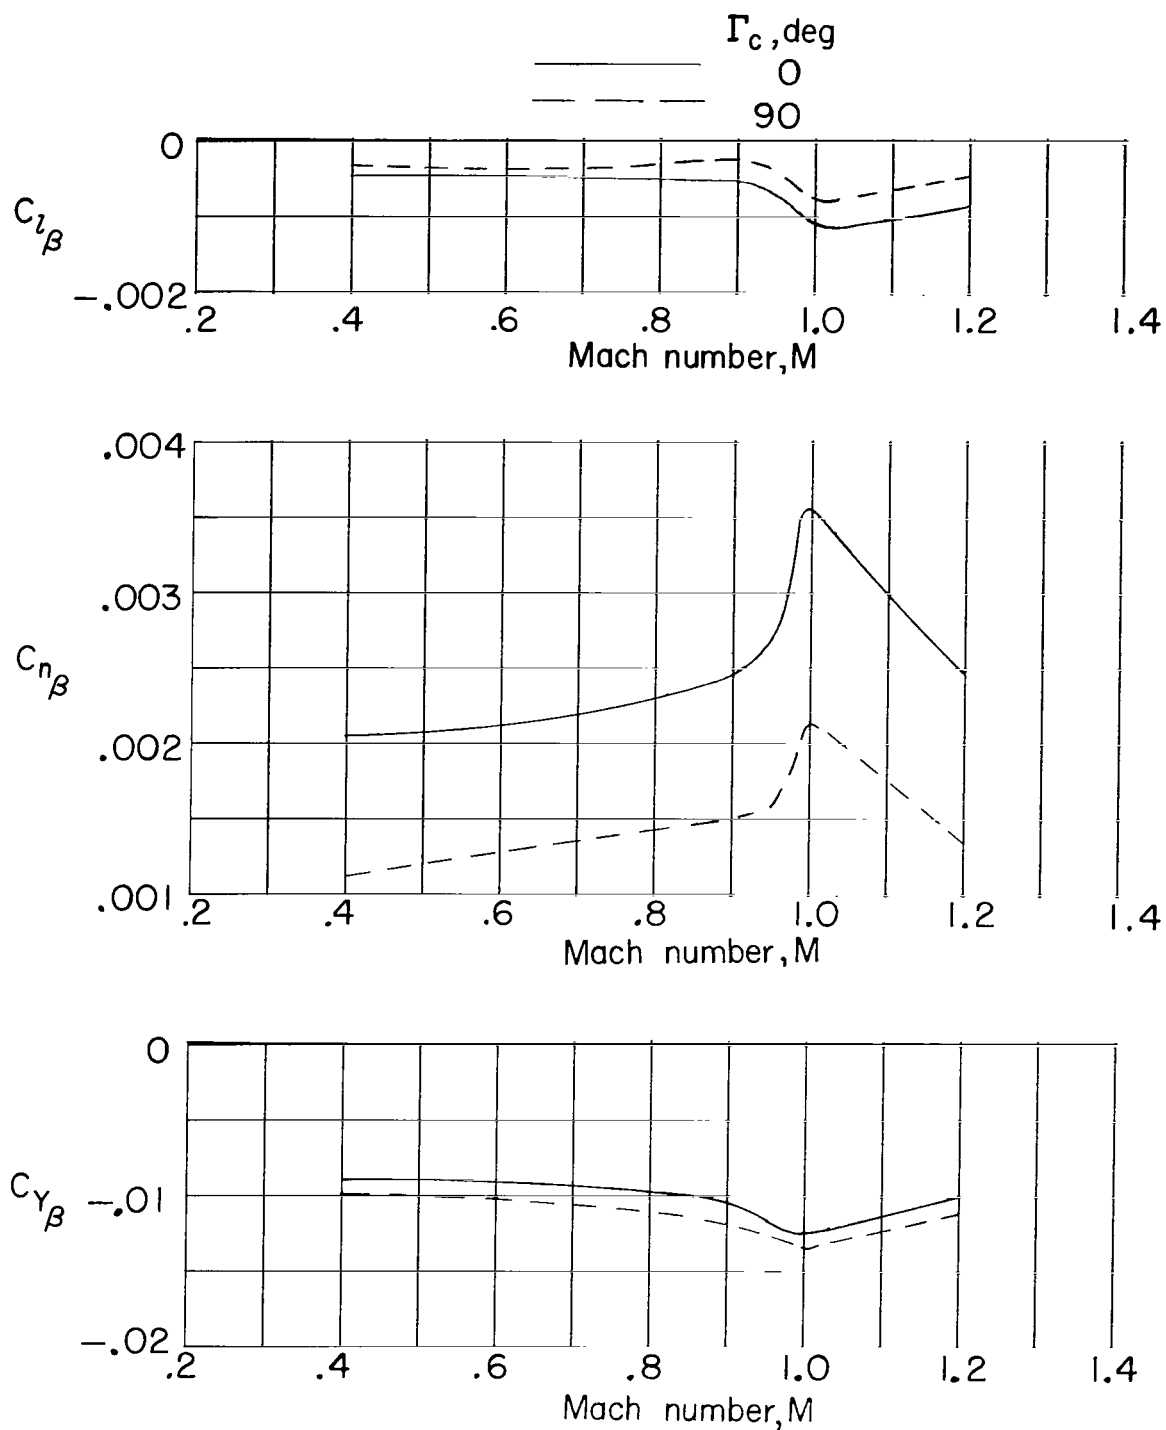 Γc, deg
0
90
0
Clβ
-.002
.2 .4 .6 .8 1.0 1.2 1.4
Mach number, M
.004
.003
Cnβ
.002
.001
.2 .4 .6 .8 1.0 1.2 1.4
Mach number, M
0
CYβ -.01
-.02
.2 .4 .6 .8 1.0 1.2 1.4
Mach number, M